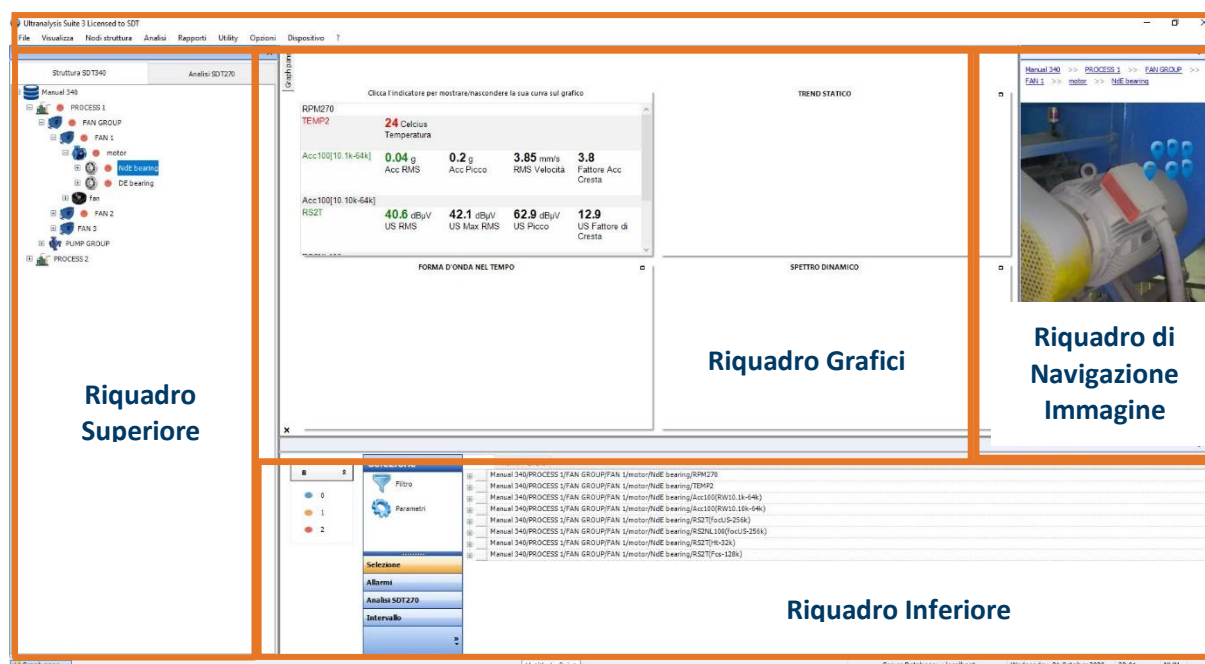 Ultranalysis Suite 3 Licensed to SDT
File Visualizza Nodi struttura Analisi Rapporti Utility Opzioni Dispositivo ?
Struttura SDT340 Analisi SDT270
Manual 340
PROCESS 1
FAN GROUP
FAN 1
motor
NdE bearing
DE bearing
fan
FAN 2
FAN 3
PUMP GROUP
PROCESS 2
Riquadro
Superiore
Graph pane
Clicca l'indicatore per mostrare/nascondere la sua curva sul grafico
RPM270
TEMP2 24 Celcius
Temperatura
Acc100[10.1k-64k] 0.04 g 0.2 g 3.85 mm/s 3.8
Acc RMS Acc Picco RMS Velocità Fattore Acc
Cresta
Acc100[10.10k-64k]
RS2T 40.6 dBµV 42.1 dBµV 62.9 dBµV 12.9
US RMS US Max RMS US Picco US Fattore di
Cresta
TREND STATICO
FORMA D'ONDA NEL TEMPO
SPETTRO DINAMICO
Riquadro Grafici
Manual 340 >> PROCESS 1 >> FAN GROUP >>
FAN 1 >> motor >> NdE bearing
Riquadro di
Navigazione
Immagine
0
1
2
Selezione
Filtro
Parametri
Selezione
Allarmi
Analisi SDT270
Intervallo
Manual 340/PROCESS 1/FAN GROUP/FAN 1/motor/NdE bearing/RPM270
Manual 340/PROCESS 1/FAN GROUP/FAN 1/motor/NdE bearing/TEMP2
Manual 340/PROCESS 1/FAN GROUP/FAN 1/motor/NdE bearing/Acc100(RW10.1k-64k)
Manual 340/PROCESS 1/FAN GROUP/FAN 1/motor/NdE bearing/Acc100(RW10.10k-64k)
Manual 340/PROCESS 1/FAN GROUP/FAN 1/motor/NdE bearing/RS2T(FocUS-256k)
Manual 340/PROCESS 1/FAN GROUP/FAN 1/motor/NdE bearing/RS2NL100(FocUS-256k)
Manual 340/PROCESS 1/FAN GROUP/FAN 1/motor/NdE bearing/RS2T(Ht-32k)
Manual 340/PROCESS 1/FAN GROUP/FAN 1/motor/NdE bearing/RS2T(Fcs-128k)
Riquadro Inferiore